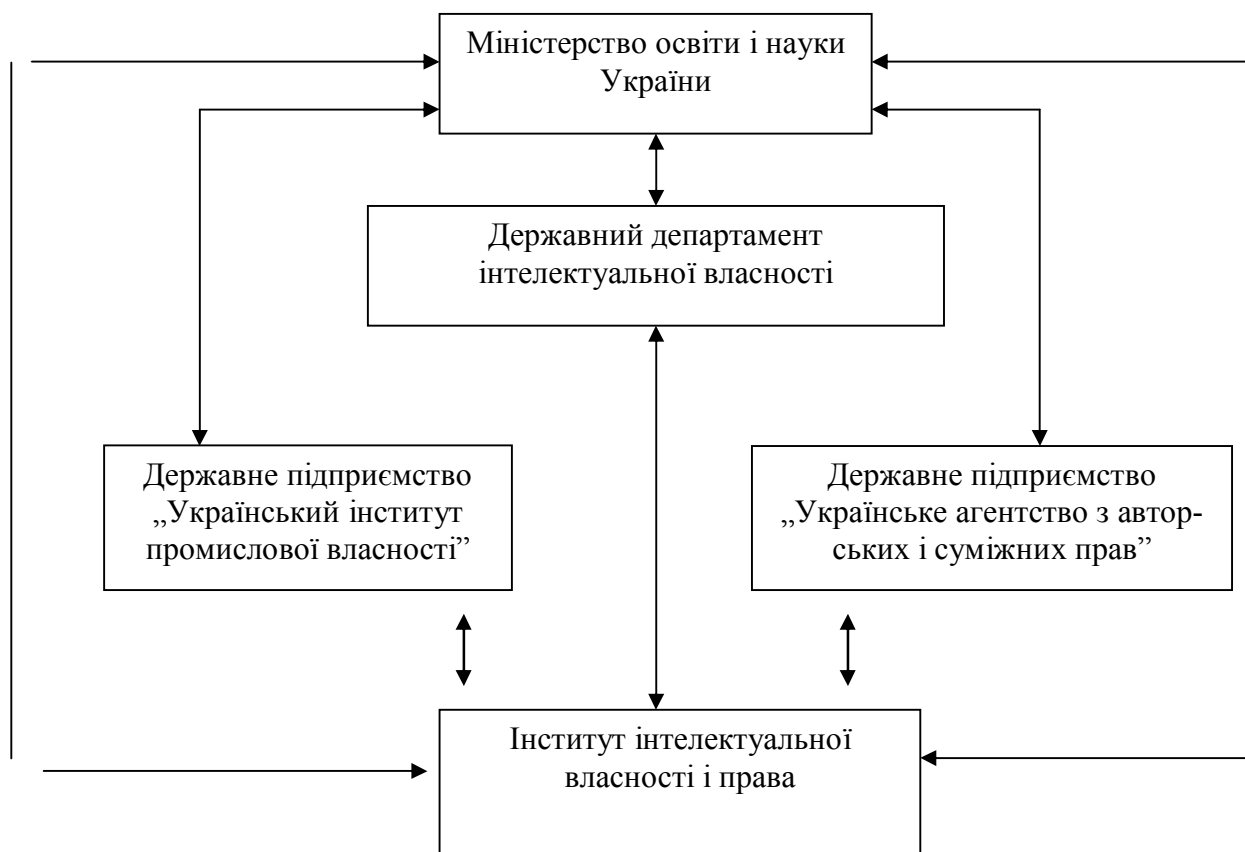 Міністерство освіти і науки
України
Державний департамент
інтелектуальної власності
Державне підприємство
„Український інститут
промислової власності”
Державне підприємство
„Українське агентство з автор-
ських і суміжних прав”
Інститут інтелектуальної
власності і права